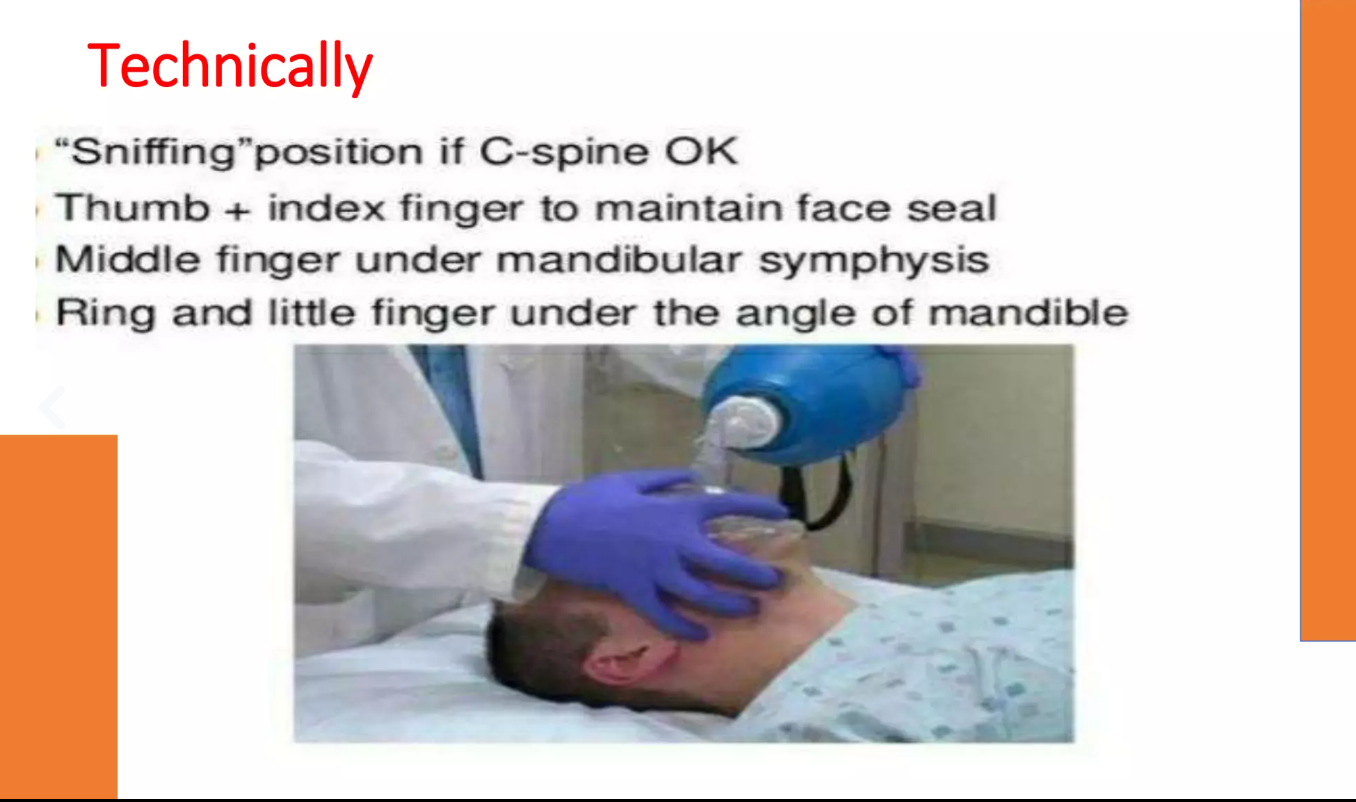 Technically
“Sniffing”position if C-spine OK
Thumb + index finger to maintain face seal
Middle finger under mandibular symphysis
Ring and little finger under the angle of mandible